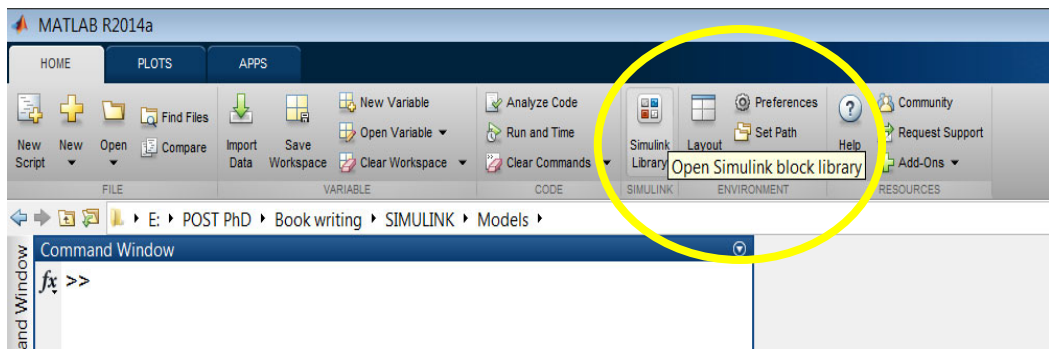 MATLAB R2014a
HOME PLOTS APPS
New Script
New
Open
Find Files
Compare
Import Data
Save Workspace
New Variable
Open Variable
Clear Workspace
Analyze Code
Run and Time
Clear Commands
Simulink Library
Layout
Preferences
Set Path
Open Simulink block library
Help
Community
Request Support
Add-Ons
FILE VARIABLE CODE SIMULINK ENVIRONMENT RESOURCES
E: POST PhD Book writing SIMULINK Models
Command Window
fx >>
and Window